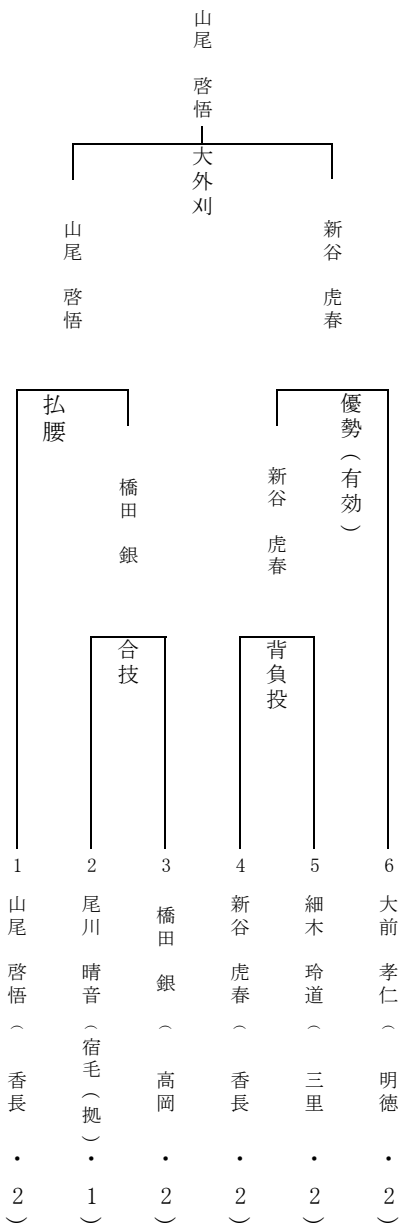 山尾 啓悟
大外刈
山尾 啓悟
新谷 虎春
払腰
優勢（有効）
橋田 銀
新谷 虎春
合技
背負投
1 山尾 啓悟（ 香長 ・ 2）
2 尾川 晴音（宿毛（拠）・ 1）
3 橋田 銀（ 高岡 ・ 2）
4 新谷 虎春（ 香長 ・ 2）
5 細木 玲道（ 三里 ・ 2）
6 大前 孝仁（ 明徳 ・ 2）